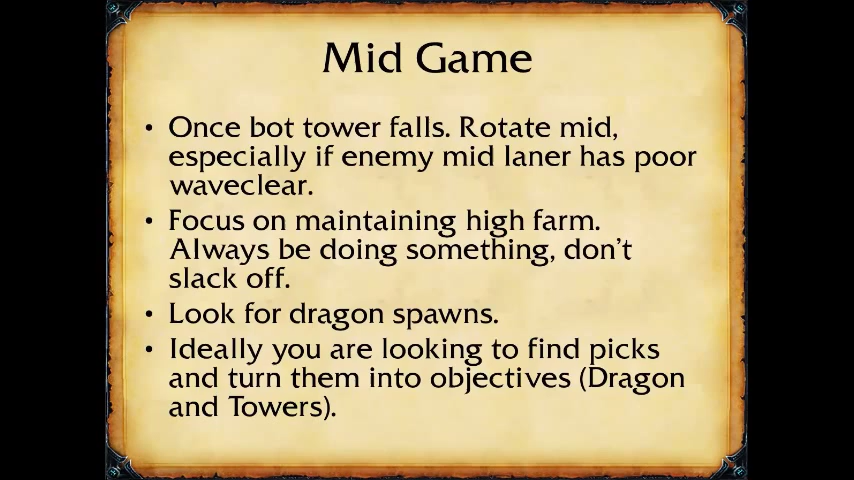 Mid Game
• Once bot tower falls. Rotate mid,
especially if enemy mid laner has poor
waveclear.
• Focus on maintaining high farm.
Always be doing something, don't
slack off.
• Look for dragon spawns.
• Ideally you are looking to find picks
and turn them into objectives (Dragon
and Towers).